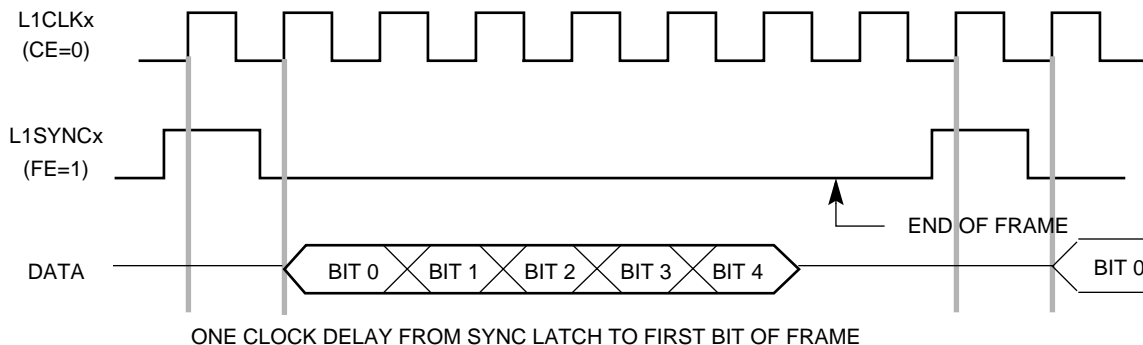 L1CLKx
(CE=0)
L1SYNCx
(FE=1)
END OF FRAME
DATA
BIT 0
BIT 1
BIT 2
BIT 3
BIT 4
BIT 0
ONE CLOCK DELAY FROM SYNC LATCH TO FIRST BIT OF FRAME